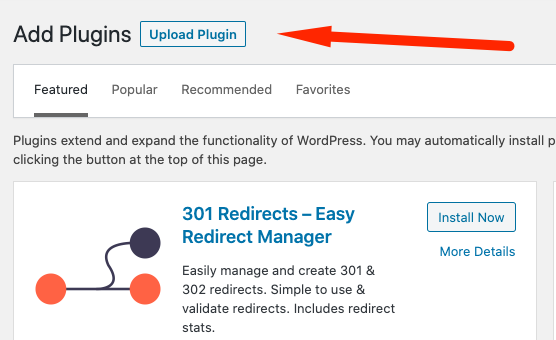 Add Plugins Upload Plugin
Featured Popular Recommended Favorites
Plugins extend and expand the functionality of WordPress. You may automatically install p
clicking the button at the top of this page.
301 Redirects – Easy
Redirect Manager
Install Now
More Details
Easily manage and create 301 &
302 redirects. Simple to use &
validate redirects. Includes redirect
stats.